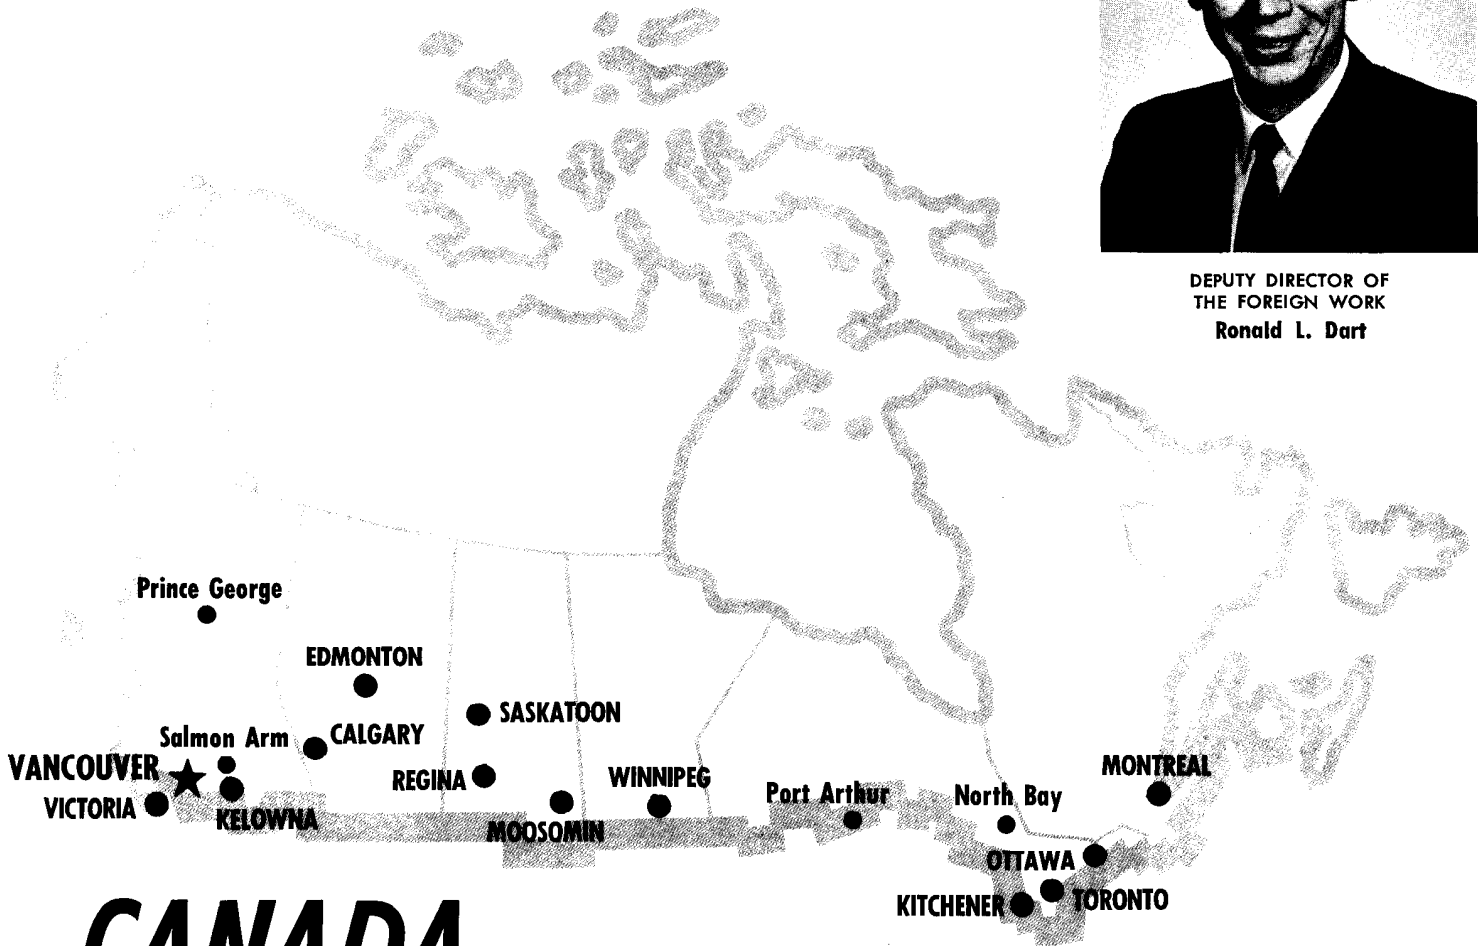 DEPUTY DIRECTOR OF
THE FOREIGN WORK
Ronald L. Dart
Prince George
EDMONTON
SASKATOON
Salmon Arm
CALGARY
VANCOUVER
REGINA
WINNIPEG
MONTREAL
VICTORIA
KELOWNA
MOOSOMIN
Port Arthur
North Bay
OTTAWA
KITCHENER
TORONTO
CANADA